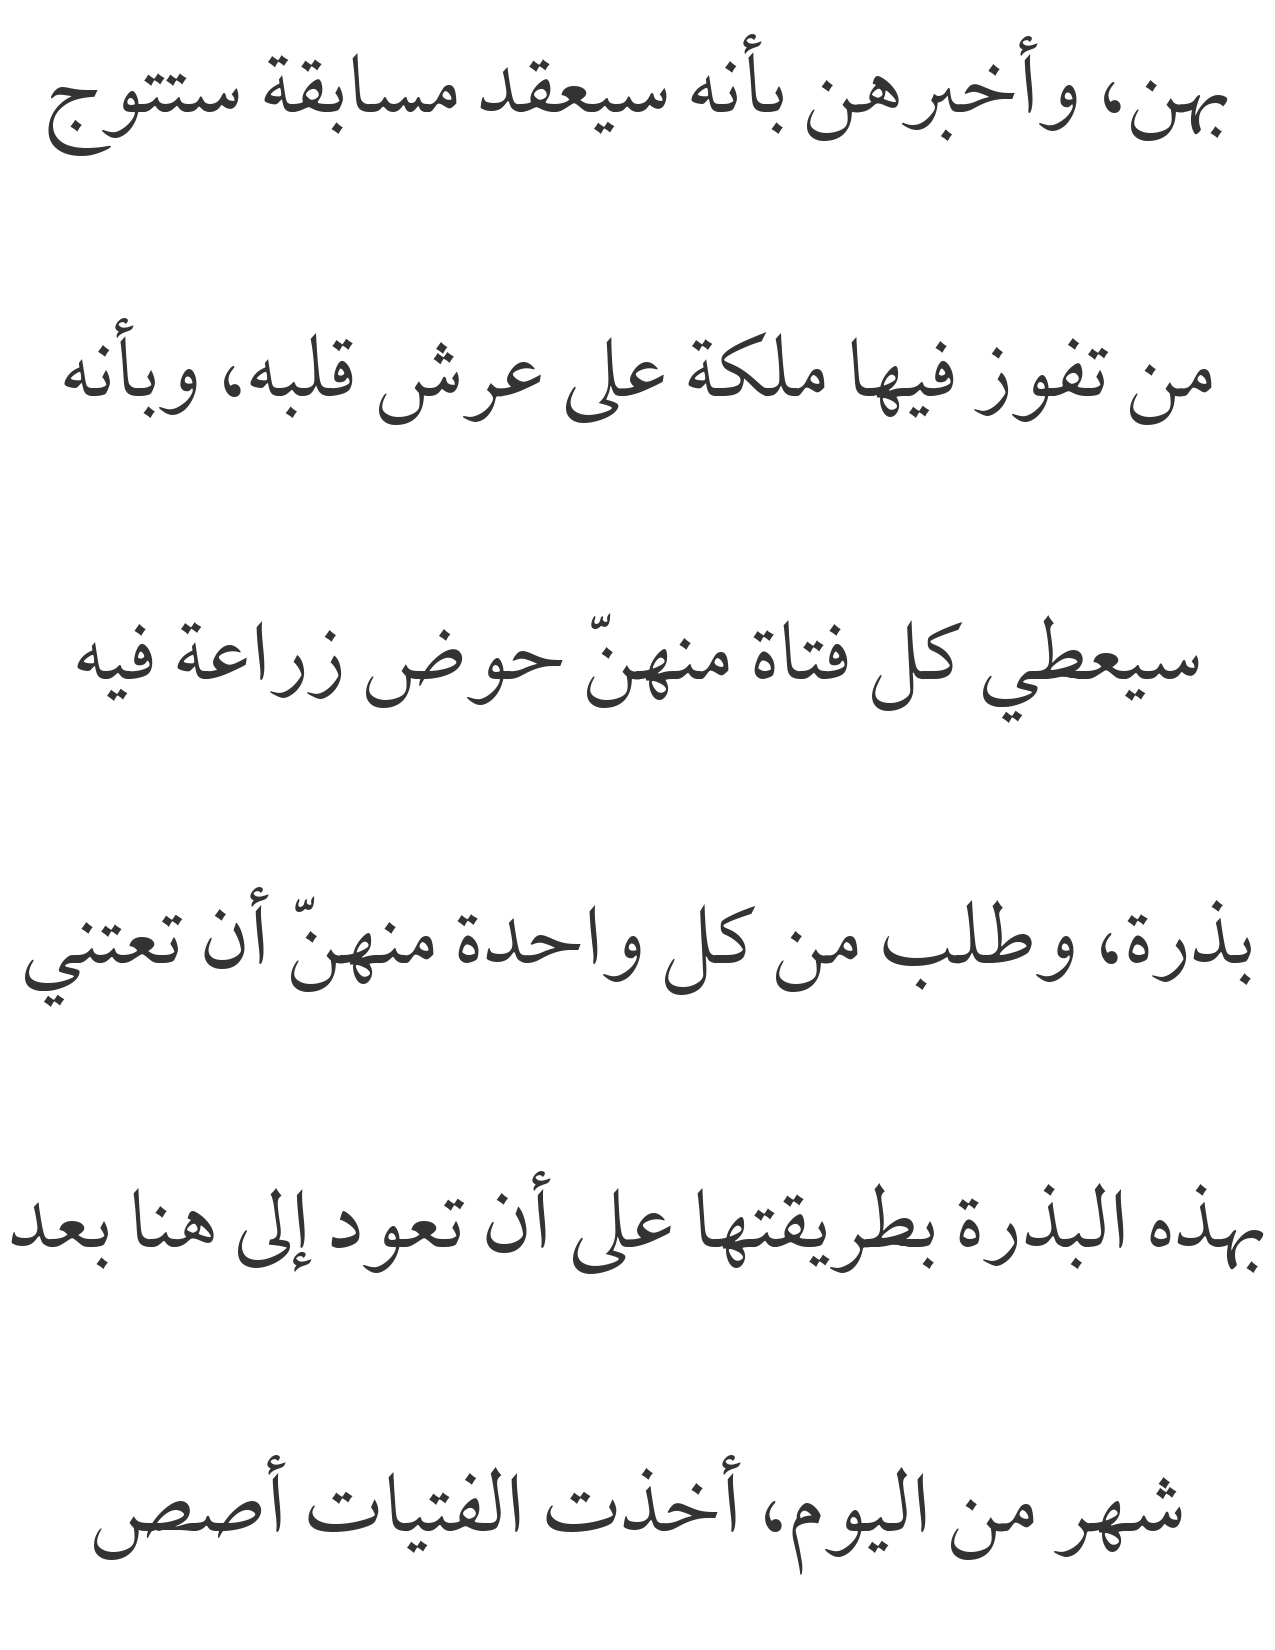 بهن، وأخبرهن بأنه سيعقد مسابقة ستتوج
من تفوز فيها ملكة على عرش قلبه، وبأنه
سيعطي كل فتاة منهنّ حوض زراعة فيه
بذرة، وطلب من كل واحدة منهنّ أن تعتني
بهذه البذرة بطريقتها على أن تعود إلى هنا بعد
شهر من اليوم، أخذت الفتيات أصص